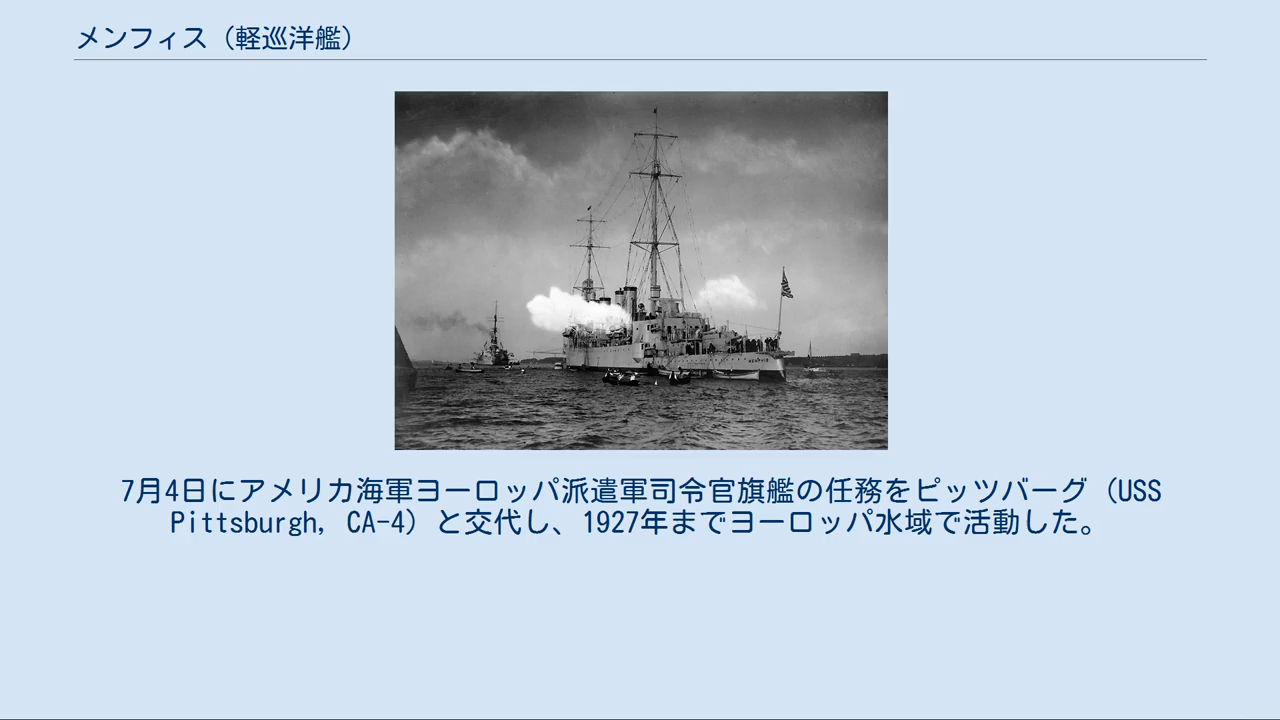 メンフィス（軽巡洋艦）
7月4日にアメリカ海軍ヨーロッパ派遣軍司令官旗艦の任務をピッツバーグ（USS
Pittsburgh, CA-4）と交代し、1927年までヨーロッパ水域で活動した。